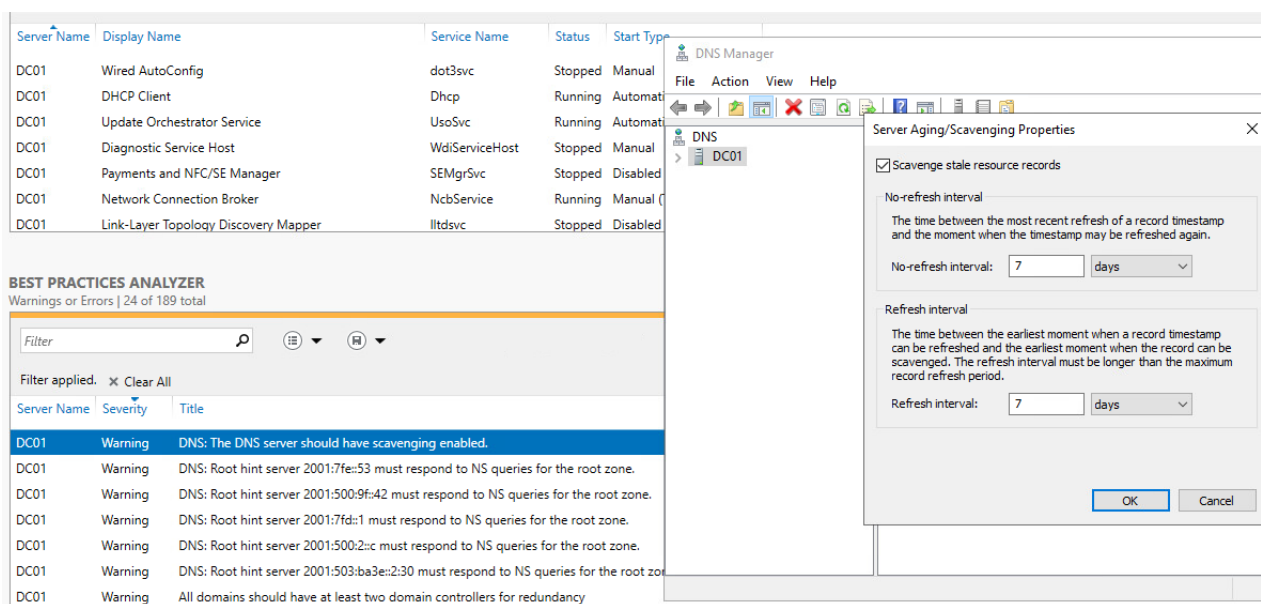 Server Name Display Name Service Name Status Start Type
DC01 Wired AutoConfig dot3svc Stopped Manual
DC01 DHCP Client Dhcp Running Automati
DC01 Update Orchestrator Service UsoSvc Running Automati
DC01 Diagnostic Service Host WdiServiceHost Stopped Manual
DC01 Payments and NFC/SE Manager SEMgrSvc Stopped Disabled
DC01 Network Connection Broker NcbService Running Manual (
DC01 Link-Layer Topology Discovery Mapper lltdsvc Stopped Disabled
BEST PRACTICES ANALYZER
Warnings or Errors | 24 of 189 total
Filter
Filter applied. Clear All
Server Name Severity Title
DC01 Warning DNS: The DNS server should have scavenging enabled.
DC01 Warning DNS: Root hint server 2001:7fe::53 must respond to NS queries for the root zone.
DC01 Warning DNS: Root hint server 2001:500:9f::42 must respond to NS queries for the root zone.
DC01 Warning DNS: Root hint server 2001:7fd::1 must respond to NS queries for the root zone.
DC01 Warning DNS: Root hint server 2001:500:2::c must respond to NS queries for the root zone.
DC01 Warning DNS: Root hint server 2001:503:ba3e::2:30 must respond to NS queries for the root zo
DC01 Warning All domains should have at least two domain controllers for redundancy
DNS Manager
File Action View Help
DNS
DC01
Server Aging/Scavenging Properties
Scavenge stale resource records
No-refresh interval
The time between the most recent refresh of a record timestamp
and the moment when the timestamp may be refreshed again.
No-refresh interval: 7 days
Refresh interval
The time between the earliest moment when a record timestamp
can be refreshed and the earliest moment when the record can be
scavenged. The refresh interval must be longer than the maximum
record refresh period.
Refresh interval: 7 days
OK Cancel